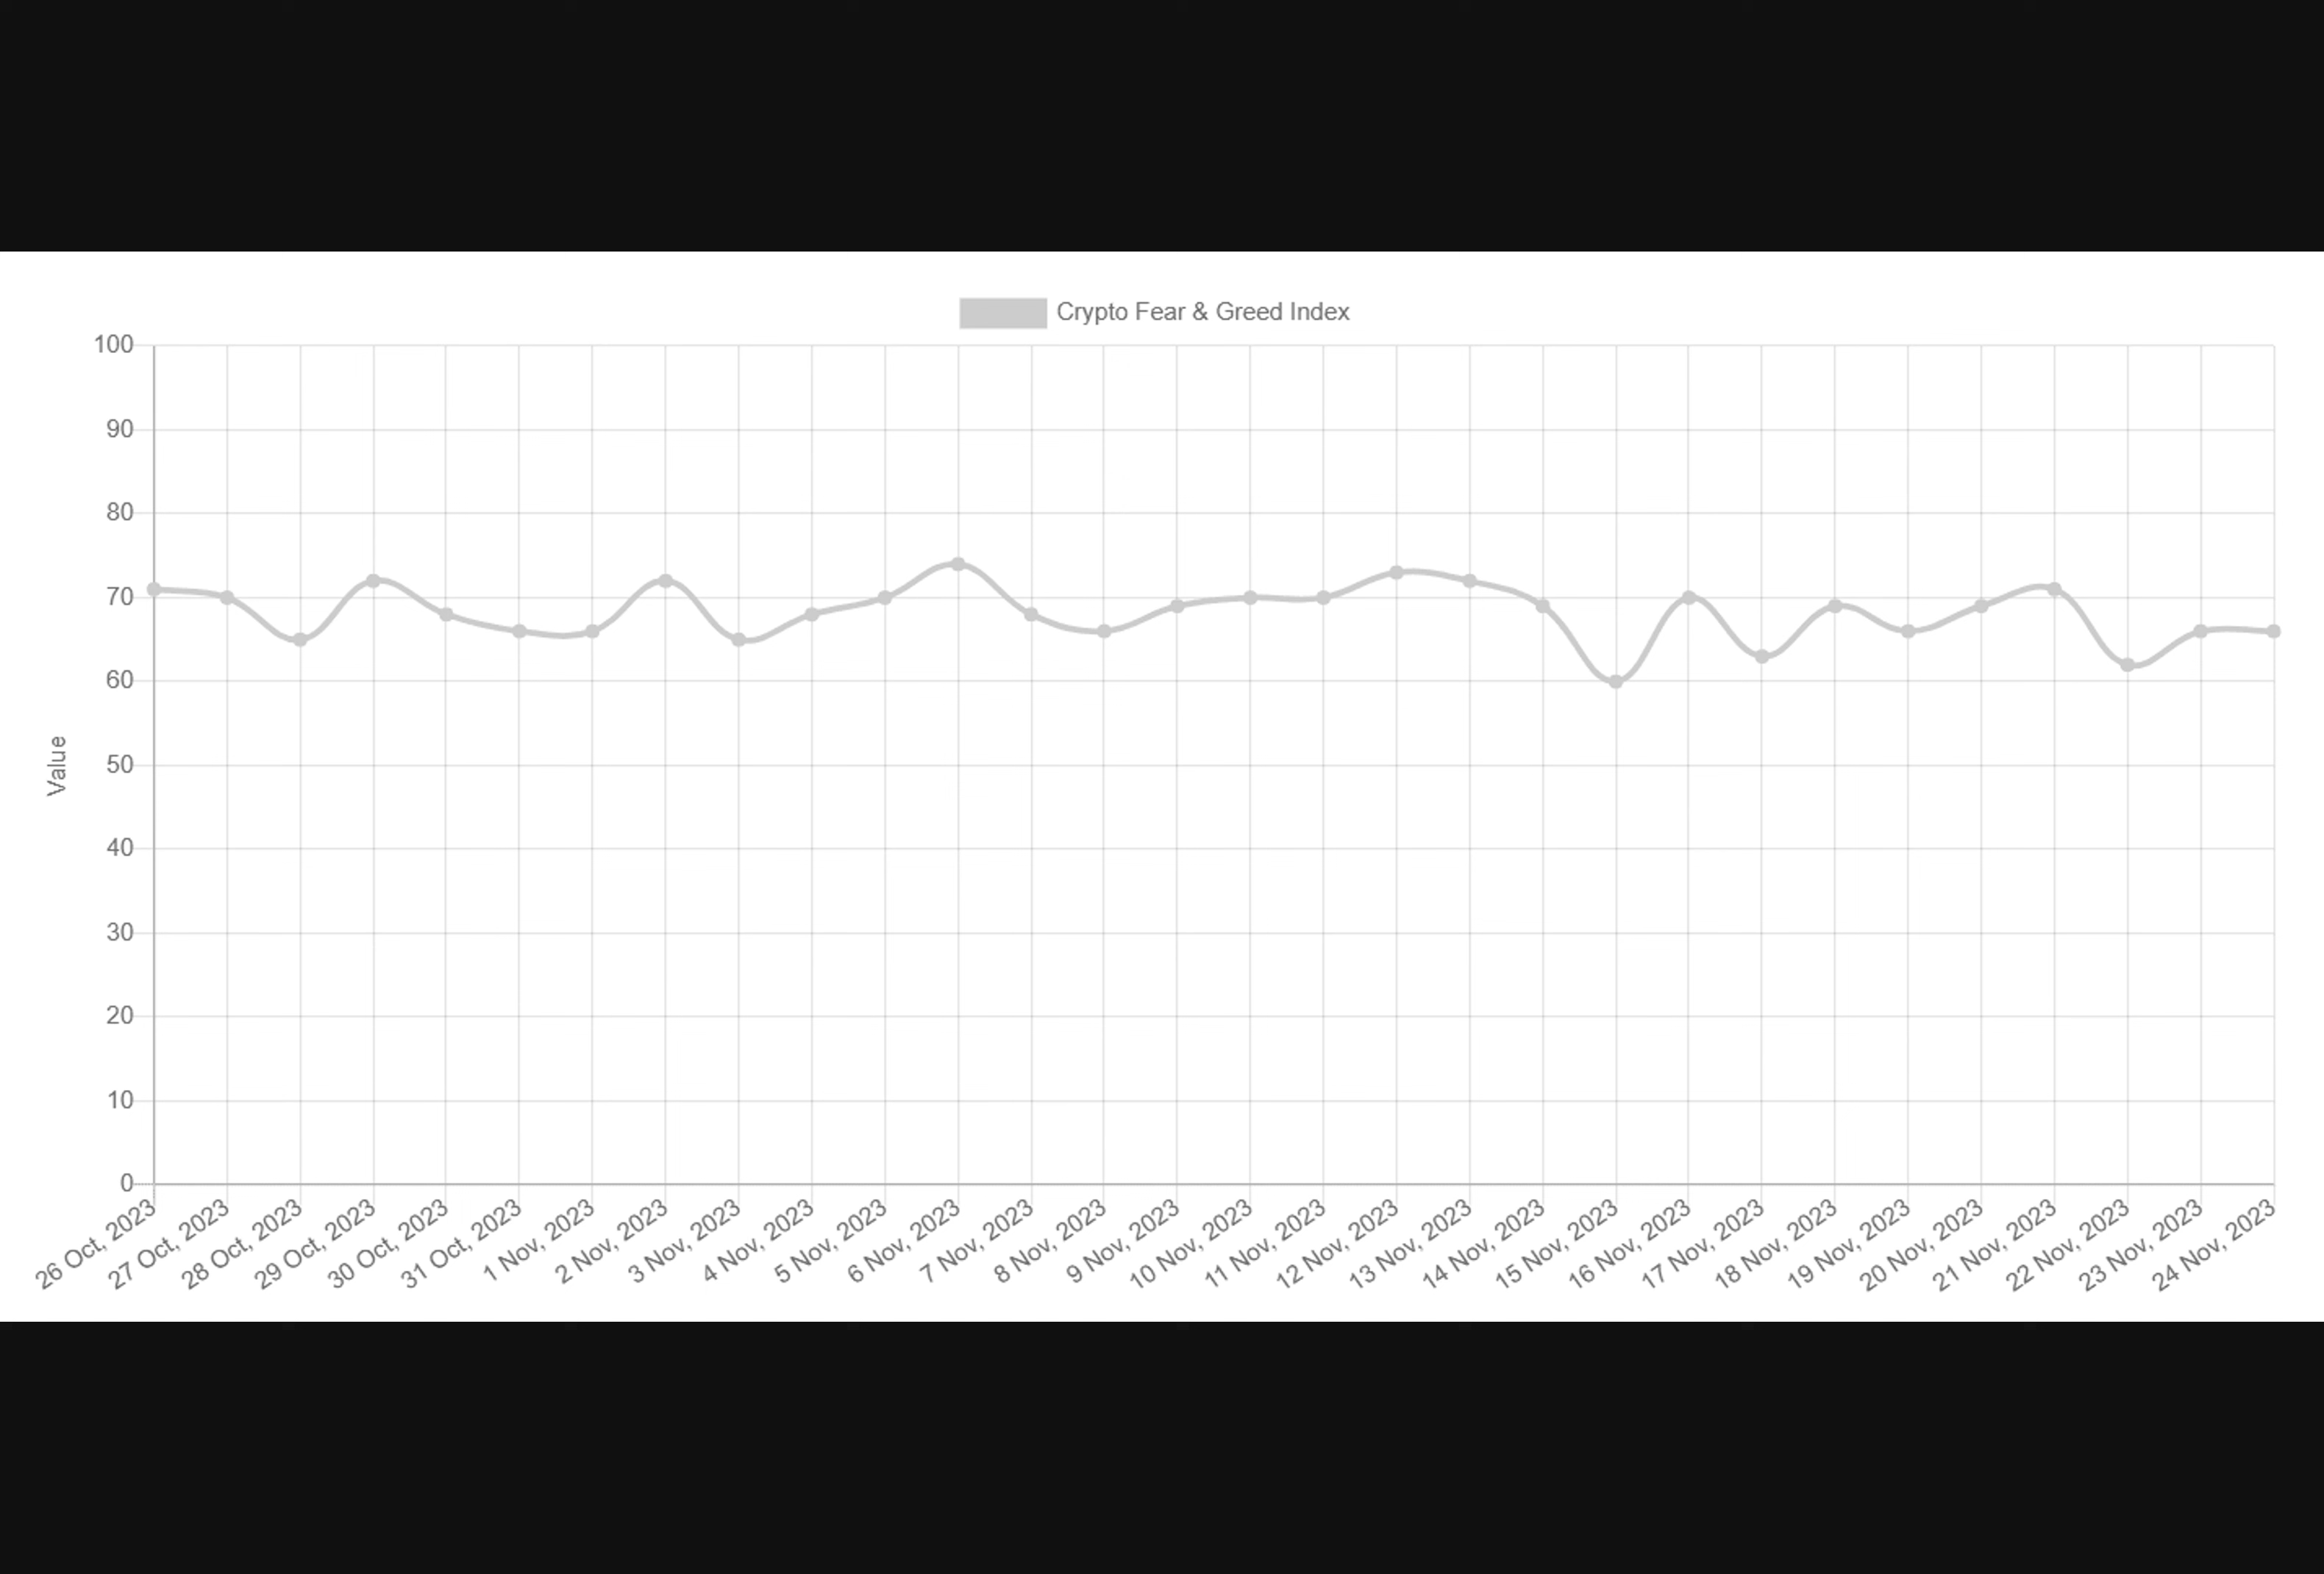 Crypto Fear & Greed Index
100
90
80
70
60
50
40
30
20
10
0
Value
26 Oct, 2023
27 Oct, 2023
28 Oct, 2023
29 Oct, 2023
30 Oct, 2023
31 Oct, 2023
1 Nov, 2023
2 Nov, 2023
3 Nov, 2023
4 Nov, 2023
5 Nov, 2023
6 Nov, 2023
7 Nov, 2023
8 Nov, 2023
9 Nov, 2023
10 Nov, 2023
11 Nov, 2023
12 Nov, 2023
13 Nov, 2023
14 Nov, 2023
15 Nov, 2023
16 Nov, 2023
17 Nov, 2023
18 Nov, 2023
19 Nov, 2023
20 Nov, 2023
21 Nov, 2023
22 Nov, 2023
23 Nov, 2023
24 Nov, 2023